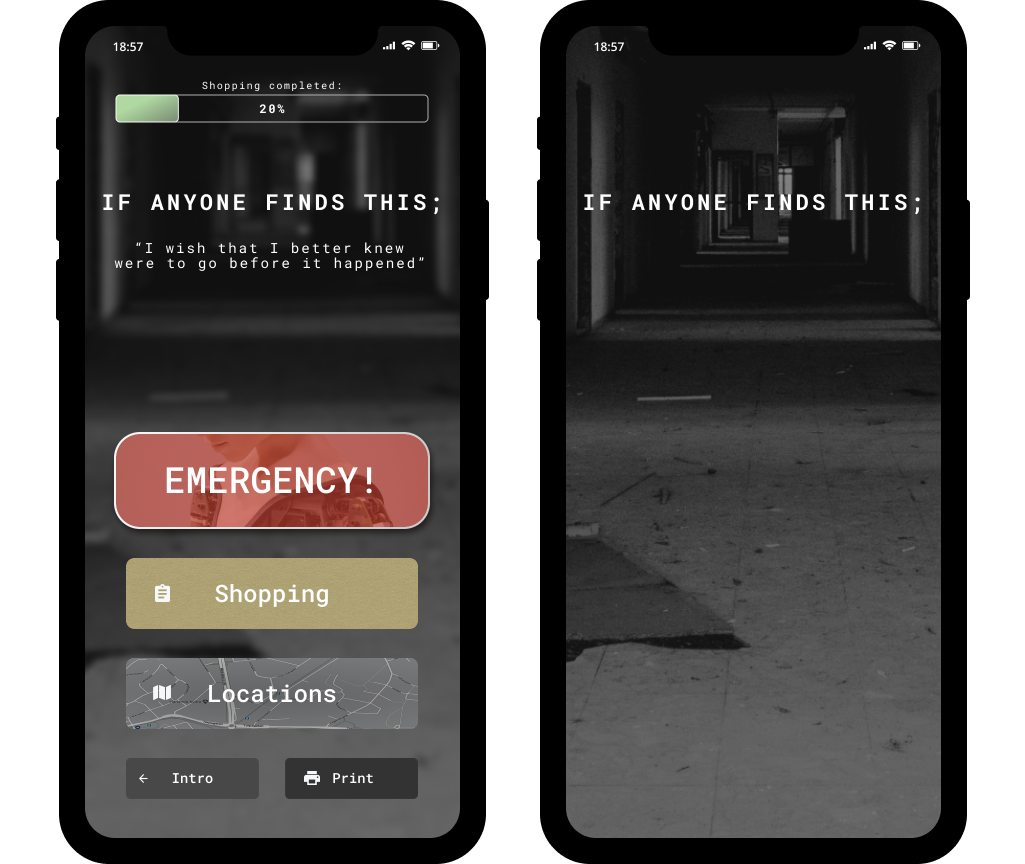 18:57
Shopping completed:
20%
IF ANYONE FINDS THIS;
“I wish that I better knew
were to go before it happened”
EMERGENCY!
Shopping
Locations
Intro
Print
18:57
IF ANYONE FINDS THIS;